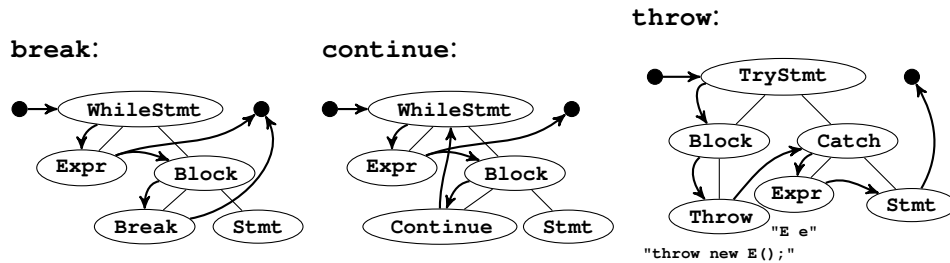 break:
WhileStmt
Expr
Block
Break
Stmt
continue:
WhileStmt
Expr
Block
Continue
Stmt
throw:
TryStmt
Block
Catch
Throw
Expr
Stmt
"E e"
"throw new E();"